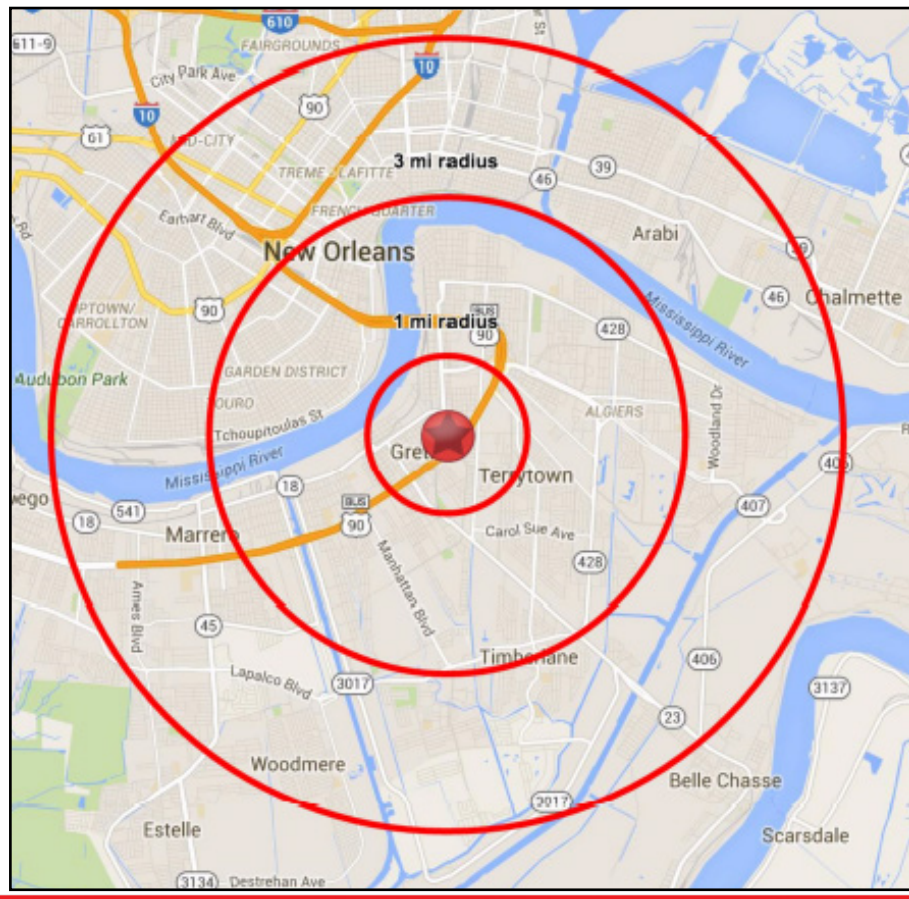 610
611-9
FAIRGROUNDS
10
City Park Ave
90
10
61
MID-CITY
3 mi radius
39
TREME - LAFITTE
46
FRENCH QUARTER
Earhart Blvd
Arabi
39
New Orleans
46
Chalmette
UPTOWN/
CARROLLTON
90
1 mi radius
BUS
90
428
Mississippi River
GARDEN DISTRICT
Audubon Park
TOURO
ALGIERS
Tchoupitoulas St
Woodland Dr
Mississippi River
Terrytown
406
18
BUS
90
407
541
18
Marrero
Carol Sue Ave
428
Manhattan Blvd
Ames Blvd
45
Timberlane
406
Lapalco Blvd
3017
3137
23
Woodmere
Belle Chasse
3017
Estelle
Scarsdale
3134
Destrehan Ave